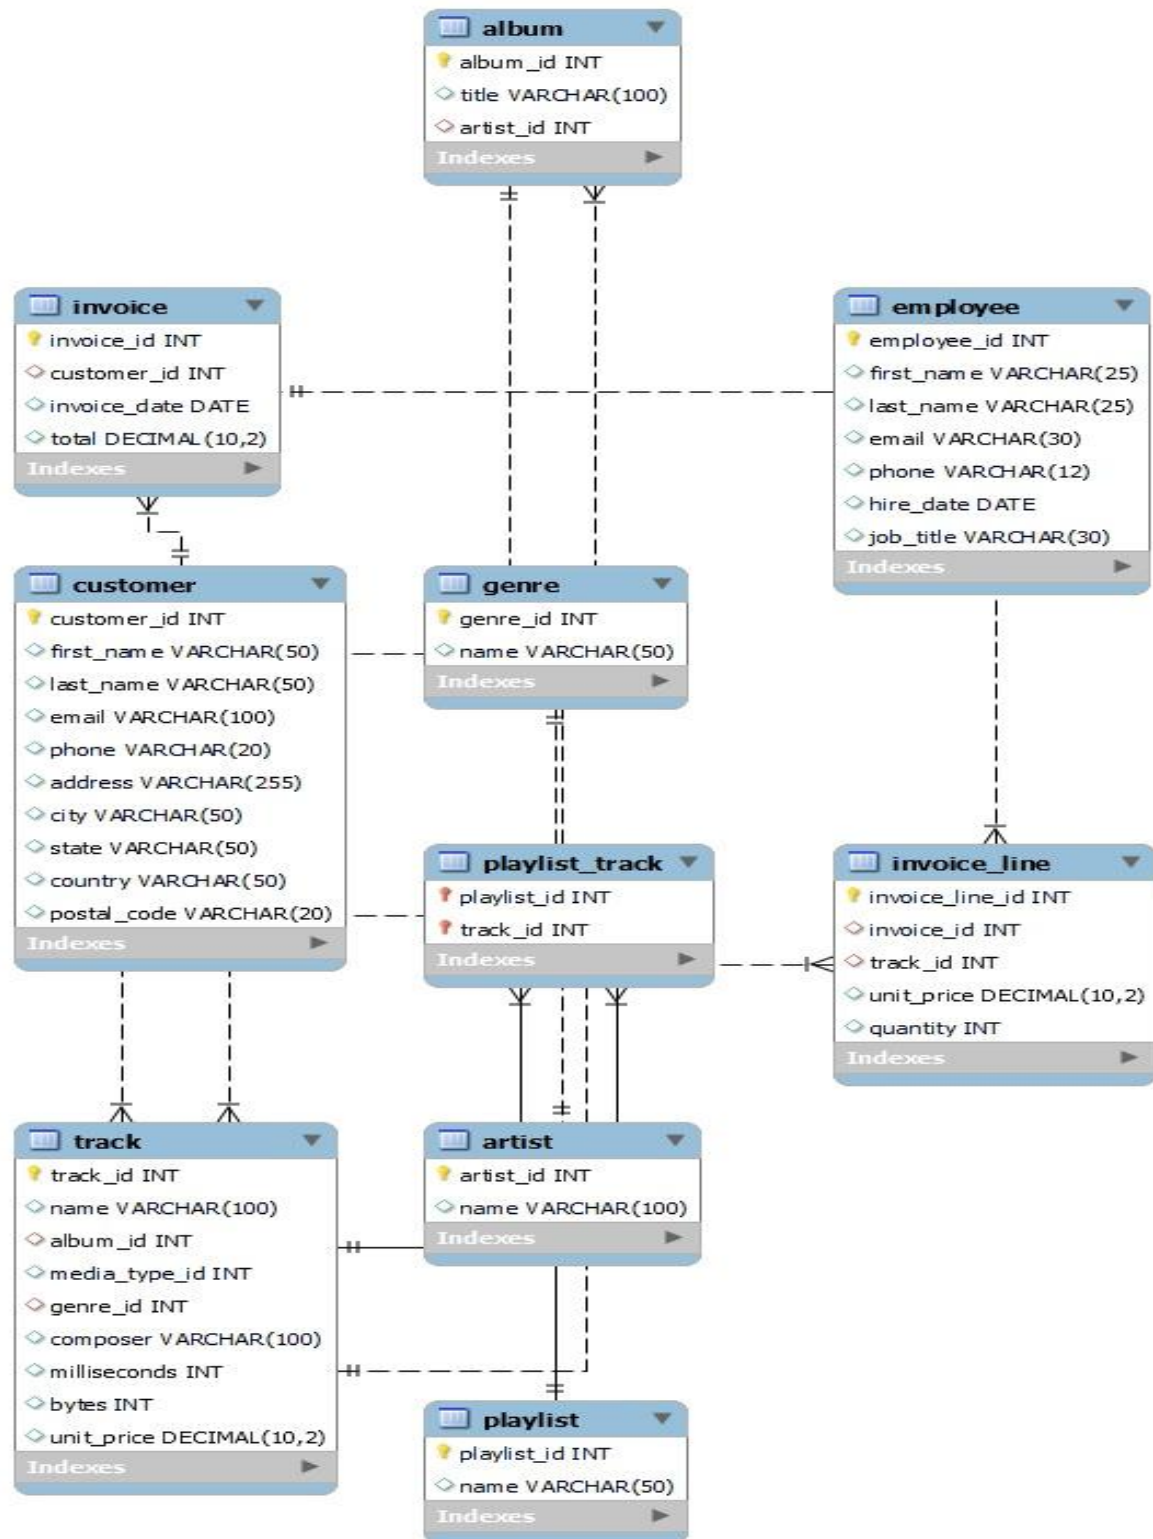 album
album_id INT
title VARCHAR(100)
artist_id INT
Indexes
invoice
invoice_id INT
customer_id INT
invoice_date DATE
total DECIMAL(10,2)
Indexes
employee
employee_id INT
first_name VARCHAR(25)
last_name VARCHAR(25)
email VARCHAR(30)
phone VARCHAR(12)
hire_date DATE
job_title VARCHAR(30)
Indexes
customer
customer_id INT
first_name VARCHAR(50)
last_name VARCHAR(50)
email VARCHAR(100)
phone VARCHAR(20)
address VARCHAR(255)
city VARCHAR(50)
state VARCHAR(50)
country VARCHAR(50)
postal_code VARCHAR(20)
Indexes
genre
genre_id INT
name VARCHAR(50)
Indexes
playlist_track
playlist_id INT
track_id INT
Indexes
invoice_line
invoice_line_id INT
invoice_id INT
track_id INT
unit_price DECIMAL(10,2)
quantity INT
Indexes
track
track_id INT
name VARCHAR(100)
album_id INT
media_type_id INT
genre_id INT
composer VARCHAR(100)
milliseconds INT
bytes INT
unit_price DECIMAL(10,2)
Indexes
artist
artist_id INT
name VARCHAR(100)
Indexes
playlist
playlist_id INT
name VARCHAR(50)
Indexes